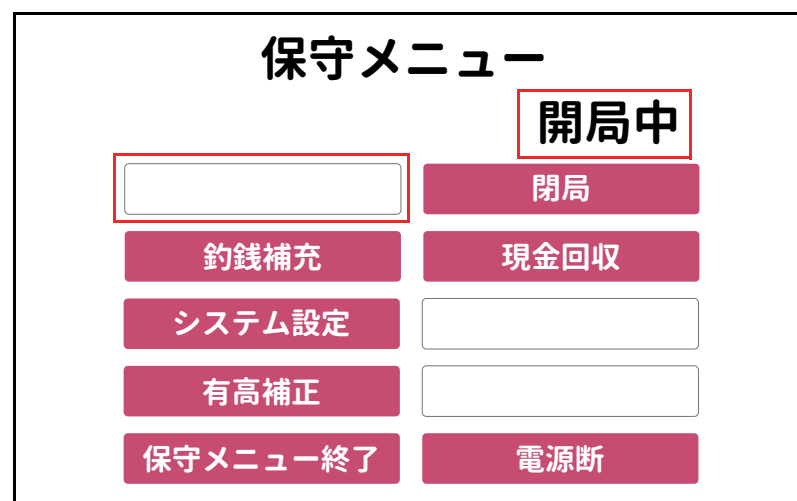 保守メニュー
開局中
閉局
釣銭補充 現金回収
システム設定
有高補正
保守メニュー終了 電源断